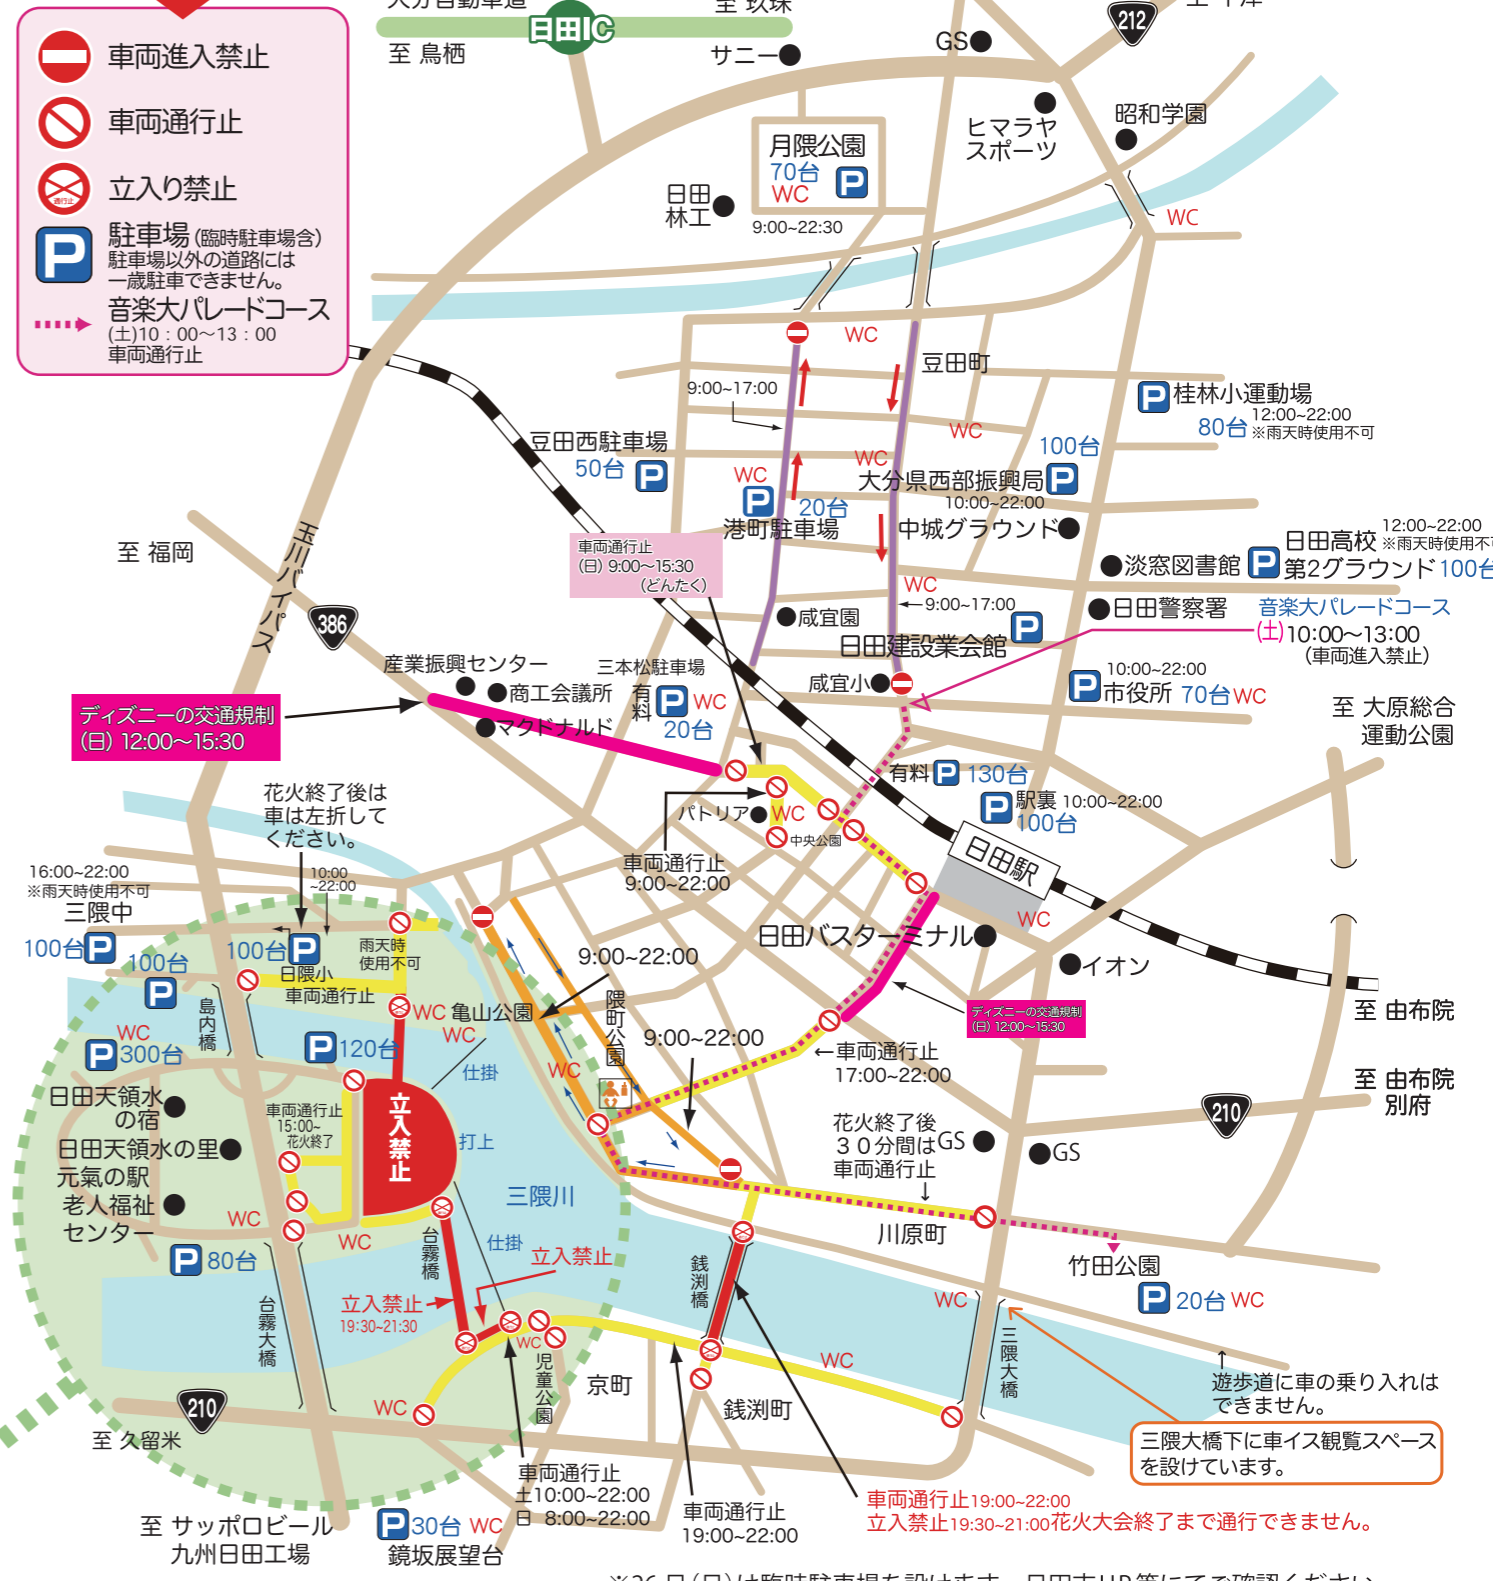 車両進入禁止
車両通行止
立入り禁止
通行止
駐車場(臨時駐車場含)
駐車場以外の道路には
一歳駐車できません。
音楽大パレードコース
(土)10：00〜13：00
車両通行止
至 玖珠
日田IC
至 鳥栖
サニー
GS
212
ヒマラヤ
スポーツ
昭和学園
月隈公園
70台
WC
P
9:00~22:30
日田
林工
WC
WC
豆田町
9:00~17:00
P 桂林小運動場
80台
12:00~22:00
※雨天時使用不可
豆田西駐車場
50台 P
WC
WC
WC
100台
大分県西部振興局 P
10:00~22:00
P 20台
港町駐車場
中城グラウンド
至 福岡
玉川バイパス
386
車両通行止
(日) 9:00〜15:30
(どんたく)
淡窓図書館
P 日田高校
第2グラウンド 100台
12:00~22:00
WC
9:00~17:00
日田警察署
音楽大パレードコース
(土)10:00〜13:00
(車両進入禁止)
咸宜園
日田建設業会館 P
咸宜小
P 市役所 70台 WC
10:00~22:00
至 大原総合
運動公園
産業振興センター
商工会議所
マクドナルド
三本松駐車場
有料 P WC
20台
ディズニーの交通規制
(日) 12:00〜15:30
有料 P 130台
P 駅裏 10:00~22:00
100台
パトリア
WC
中央公園
車両通行止
9:00~22:00
日田駅
WC
日田バスターミナル
イオン
花火終了後は
車は左折して
ください。
16:00~22:00
※雨天時使用不可
三隈中
100台 P
10:00
~22:00
100台 P
日隈小
雨天時
使用不可
車両通行止
100台
P
島内橋
WC
P 300台
P 120台
WC
亀山公園
WC
9:00~22:00
隈町公園
9:00~22:00
WC
ディズニーの交通規制
(日) 12:00〜15:30
至 由布院
至 由布院
別府
210
←車両通行止
17:00~22:00
仕掛
打上
仕掛
立入禁止
車両通行止
15:00~
花火終了
日田天領水
の宿
日田天領水の里
元氣の駅
老人福祉
センター
WC
WC
P 80台
三隈川
台霧橋
台霧大橋
立入禁止
立入禁止
19:30~21:30
花火終了後
３０分間は
車両通行止
↓
GS
GS
川原町
竹田公園
P 20台 WC
銭渕橋
WC
三隈大橋
WC
児童公園
京町
WC
銭渕町
WC
↑
遊歩道に車の乗り入れは
できません。
三隈大橋下に車イス観覧スペース
を設けています。
210
至 久留米
至 サッポロビール
九州日田工場
P 30台 WC
鏡坂展望台
車両通行止
土10:00~22:00
日 8:00~22:00
車両通行止
19:00~22:00
車両通行止19:00~22:00
立入禁止19:30~21:00花火大会終了まで通行できません。